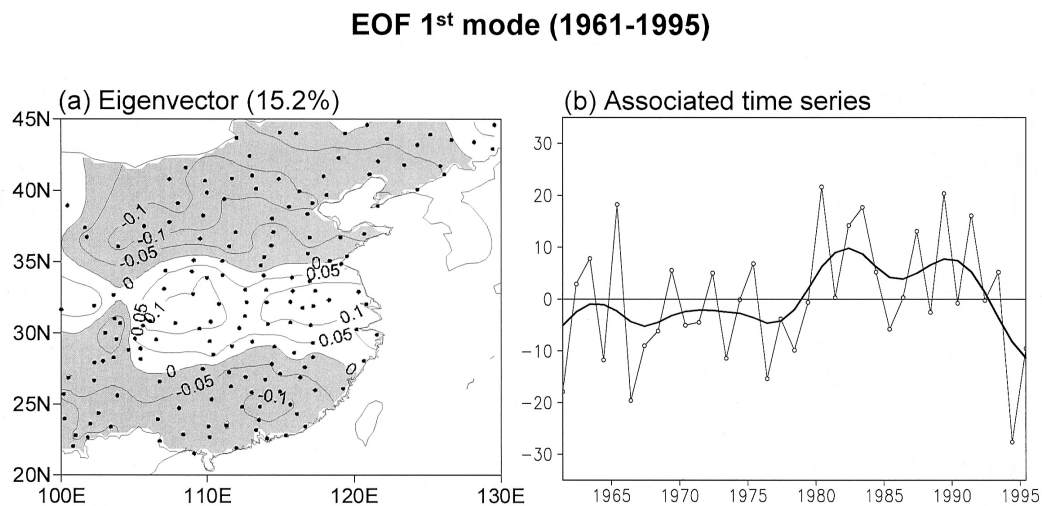 EOF 1st mode (1961-1995)
(a) Eigenvector (15.2%)
45N
40N
35N
30N
25N
20N
100E
110E
120E
130E
-0.1
-0.1
-0.05
0
0
0.05
0.05
0.1
0.1
0.05
0
-0.05
-0.1
0
(b) Associated time series
30
20
10
0
-10
-20
-30
1965
1970
1975
1980
1985
1990
1995